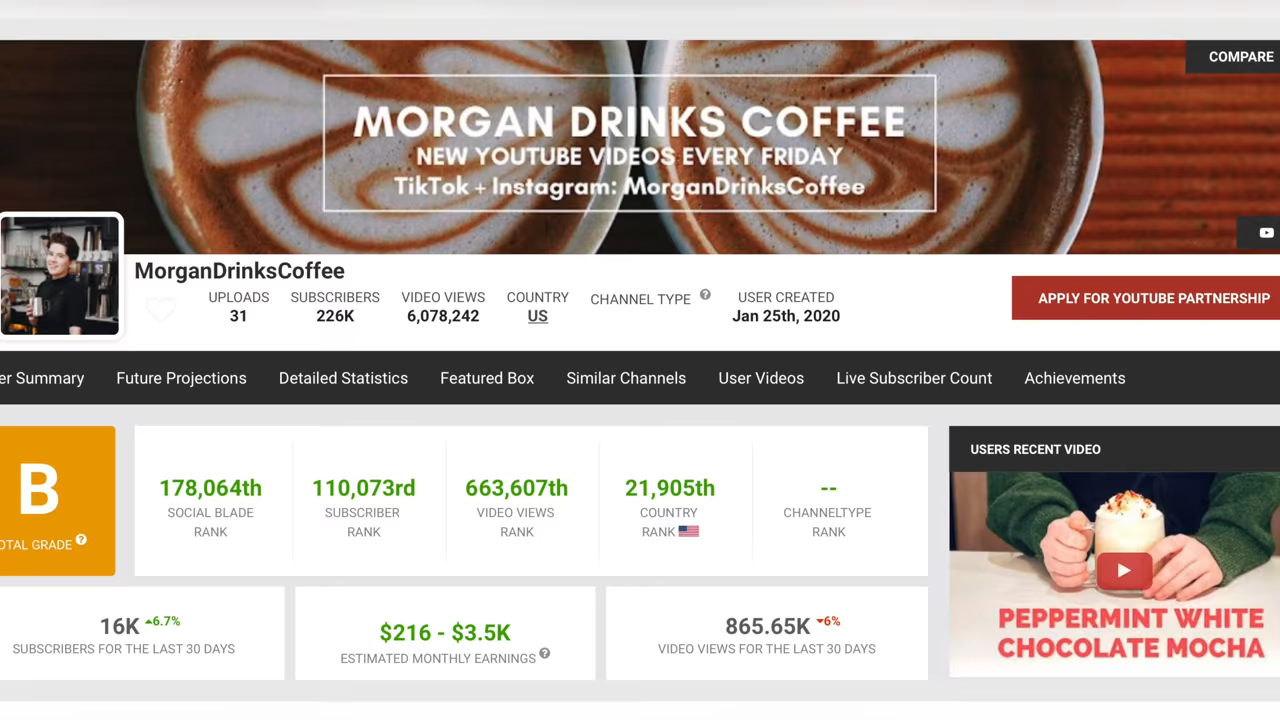 COMPARE
MORGAN DRINKS COFFEE
NEW YOUTUBE VIDEOS EVERY FRIDAY
TikTok + Instagram: MorganDrinksCoffee
MorganDrinksCoffee
UPLOADS
31
SUBSCRIBERS
226K
VIDEO VIEWS
6,078,242
COUNTRY
US
CHANNEL TYPE ?
USER CREATED
Jan 25th, 2020
APPLY FOR YOUTUBE PARTNERSHIP
er Summary
Future Projections
Detailed Statistics
Featured Box
Similar Channels
User Videos
Live Subscriber Count
Achievements
B
OTAL GRADE ?
178,064th
SOCIAL BLADE
RANK
110,073rd
SUBSCRIBER
RANK
663,607th
VIDEO VIEWS
RANK
21,905th
COUNTRY
RANK
--
CHANNELTYPE
RANK
USERS RECENT VIDEO
PEPPERMINT WHITE
CHOCOLATE MOCHA
16K 6.7%
SUBSCRIBERS FOR THE LAST 30 DAYS
$216 - $3.5K
ESTIMATED MONTHLY EARNINGS ?
865.65K 6%
VIDEO VIEWS FOR THE LAST 30 DAYS